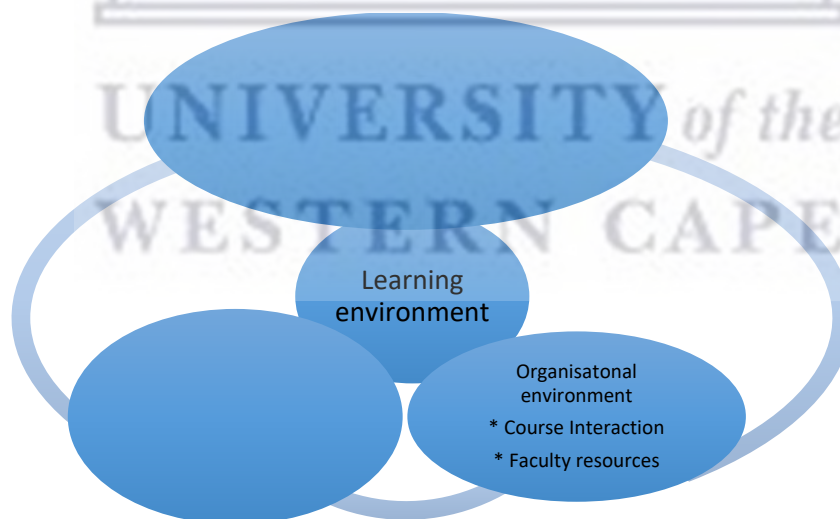 UNIVERSITY of the
WESTERN CAPE
Learning
environment
Organisatonal
environment
* Course Interaction
* Faculty resources